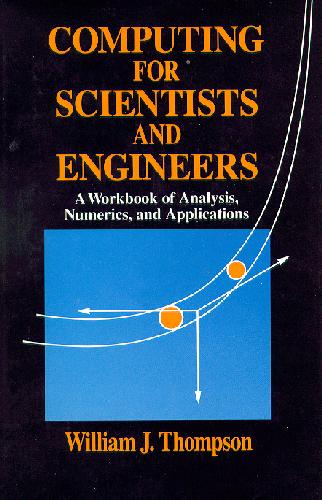 COMPUTING
FOR
SCIENTISTS
AND
ENGINEERS
A Workbook of Analysis,
Numerics, and Applications
William J. Thompson